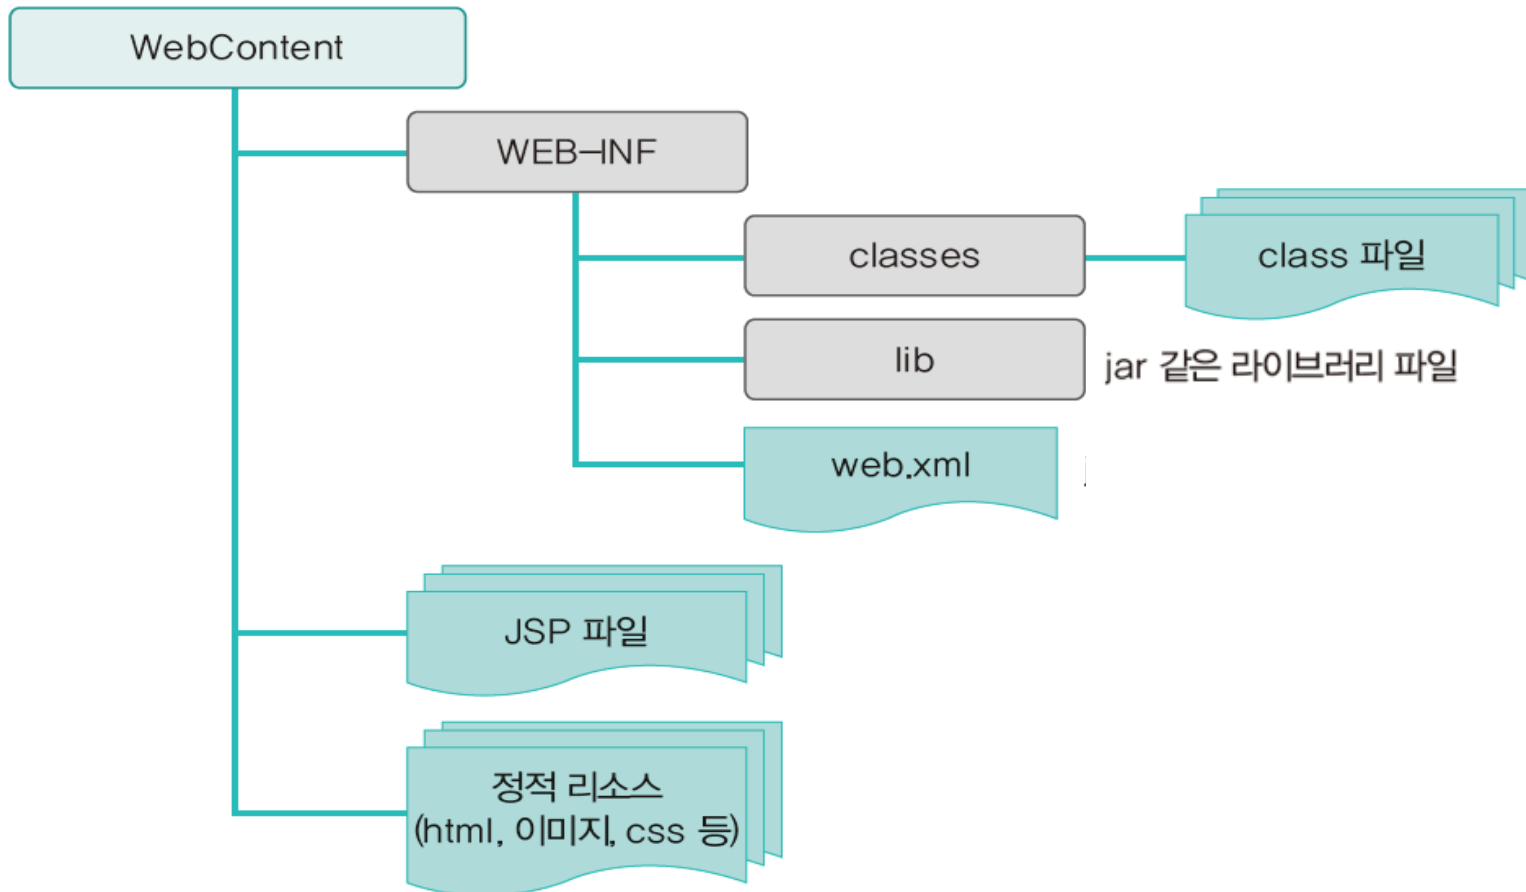 WebContent
WEB-INF
classes
class 파일
lib
jar 같은 라이브러리 파일
web.xml
JSP 파일
정적 리소스
(html, 이미지, css 등)